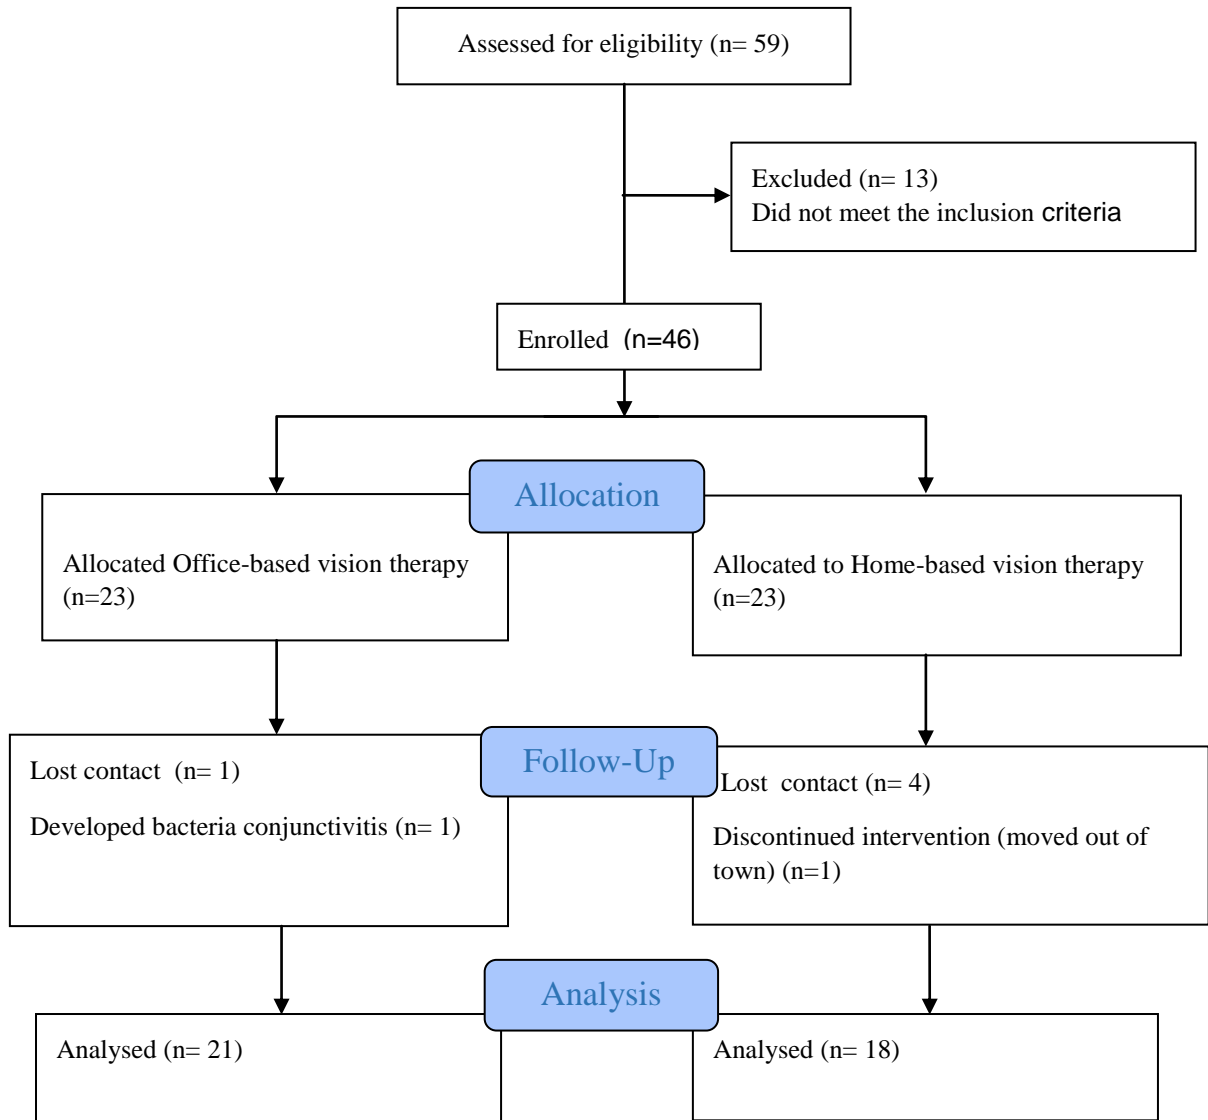 Assessed for eligibility (n= 59)
Excluded (n= 13)
Did not meet the inclusion criteria
Enrolled (n=46)
Allocation
Allocated Office-based vision therapy
(n=23)
Allocated to Home-based vision therapy
(n=23)
Follow-Up
Lost contact (n= 1)
Developed bacteria conjunctivitis (n= 1)
Lost contact (n= 4)
Discontinued intervention (moved out of
town) (n=1)
Analysis
Analysed (n= 21)
Analysed (n= 18)